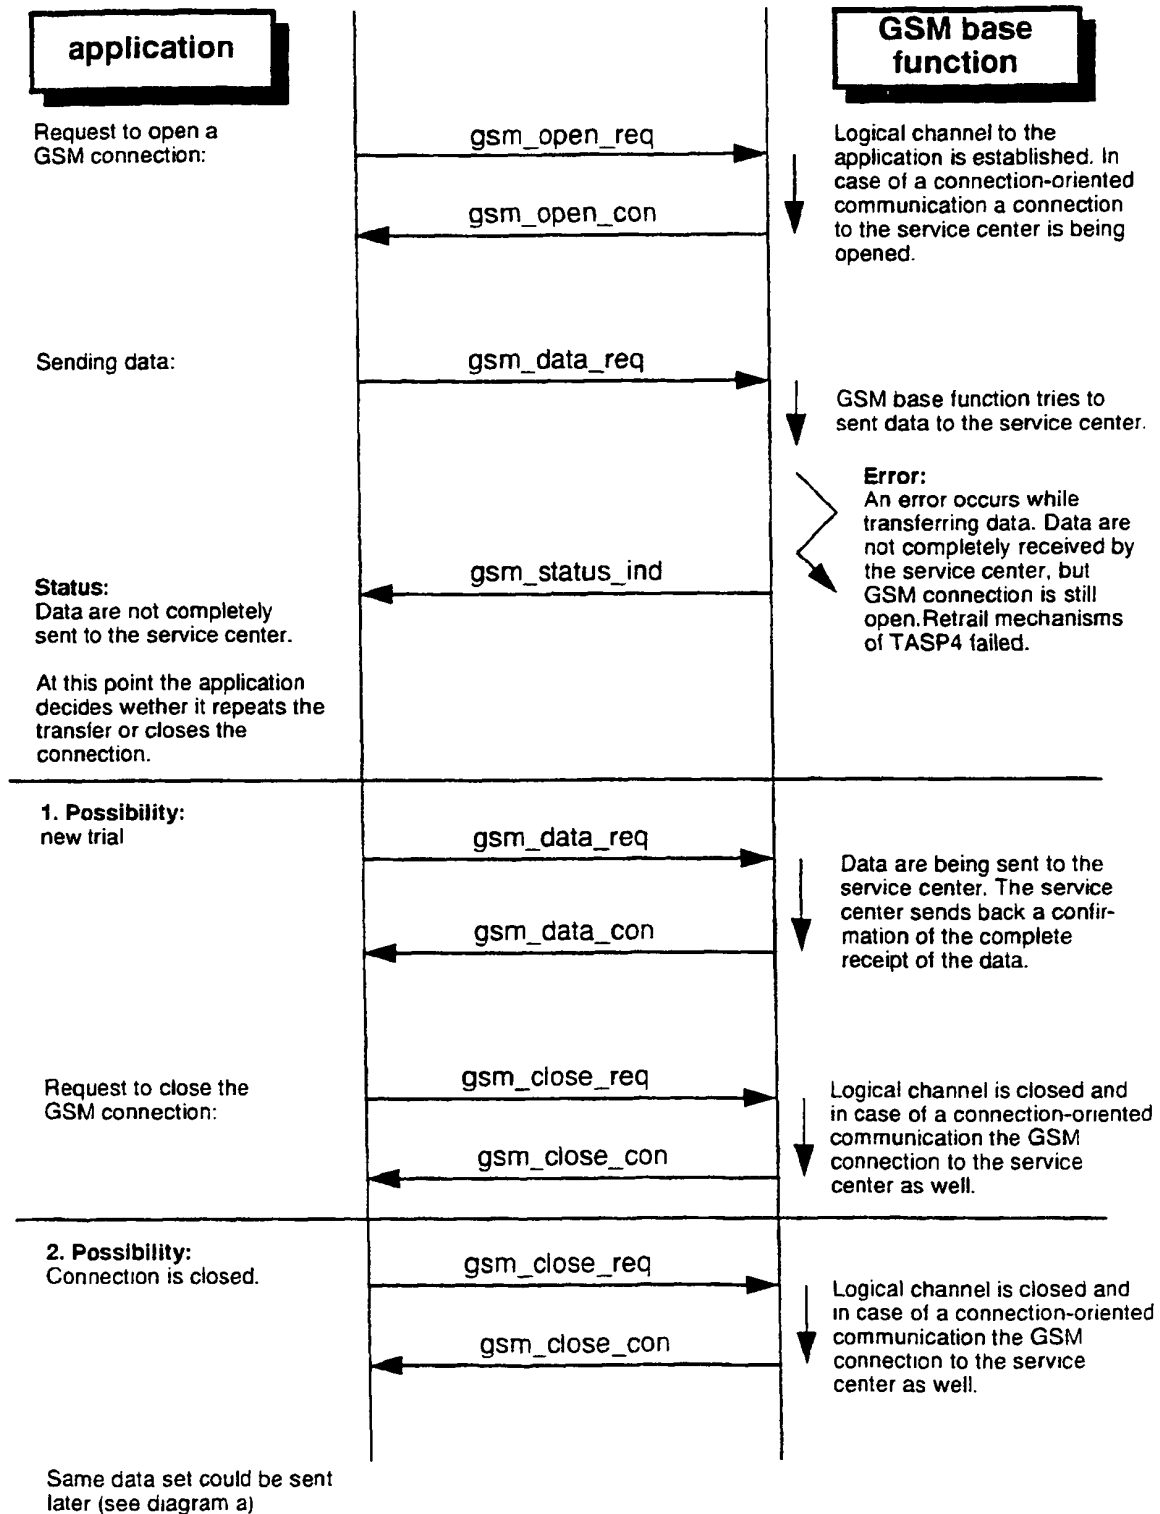 application
GSM base
function
Request to open a
GSM connection:
gsm_open_req
gsm_open_con
Logical channel to the
application is established. In
case of a connection-oriented
communication a connection
to the service center is being
opened.
Sending data:
gsm_data_req
GSM base function tries to
sent data to the service center.
Error:
An error occurs while
transferring data. Data are
not completely received by
the service center, but
GSM connection is still
open.Retrail mechanisms
of TASP4 failed.
gsm_status_ind
Status:
Data are not completely
sent to the service center.
At this point the application
decides wether it repeats the
transfer or closes the
connection.
1. Possibility:
new trial
gsm_data_req
gsm_data_con
Data are being sent to the
service center. The service
center sends back a confir-
mation of the complete
receipt of the data.
Request to close the
GSM connection:
gsm_close_req
gsm_close_con
Logical channel is closed and
in case of a connection-oriented
communication the GSM
connection to the service
center as well.
2. Possibility:
Connection is closed.
gsm_close_req
gsm_close_con
Logical channel is closed and
in case of a connection-oriented
communication the GSM
connection to the service
center as well.
Same data set could be sent
later (see diagram a)